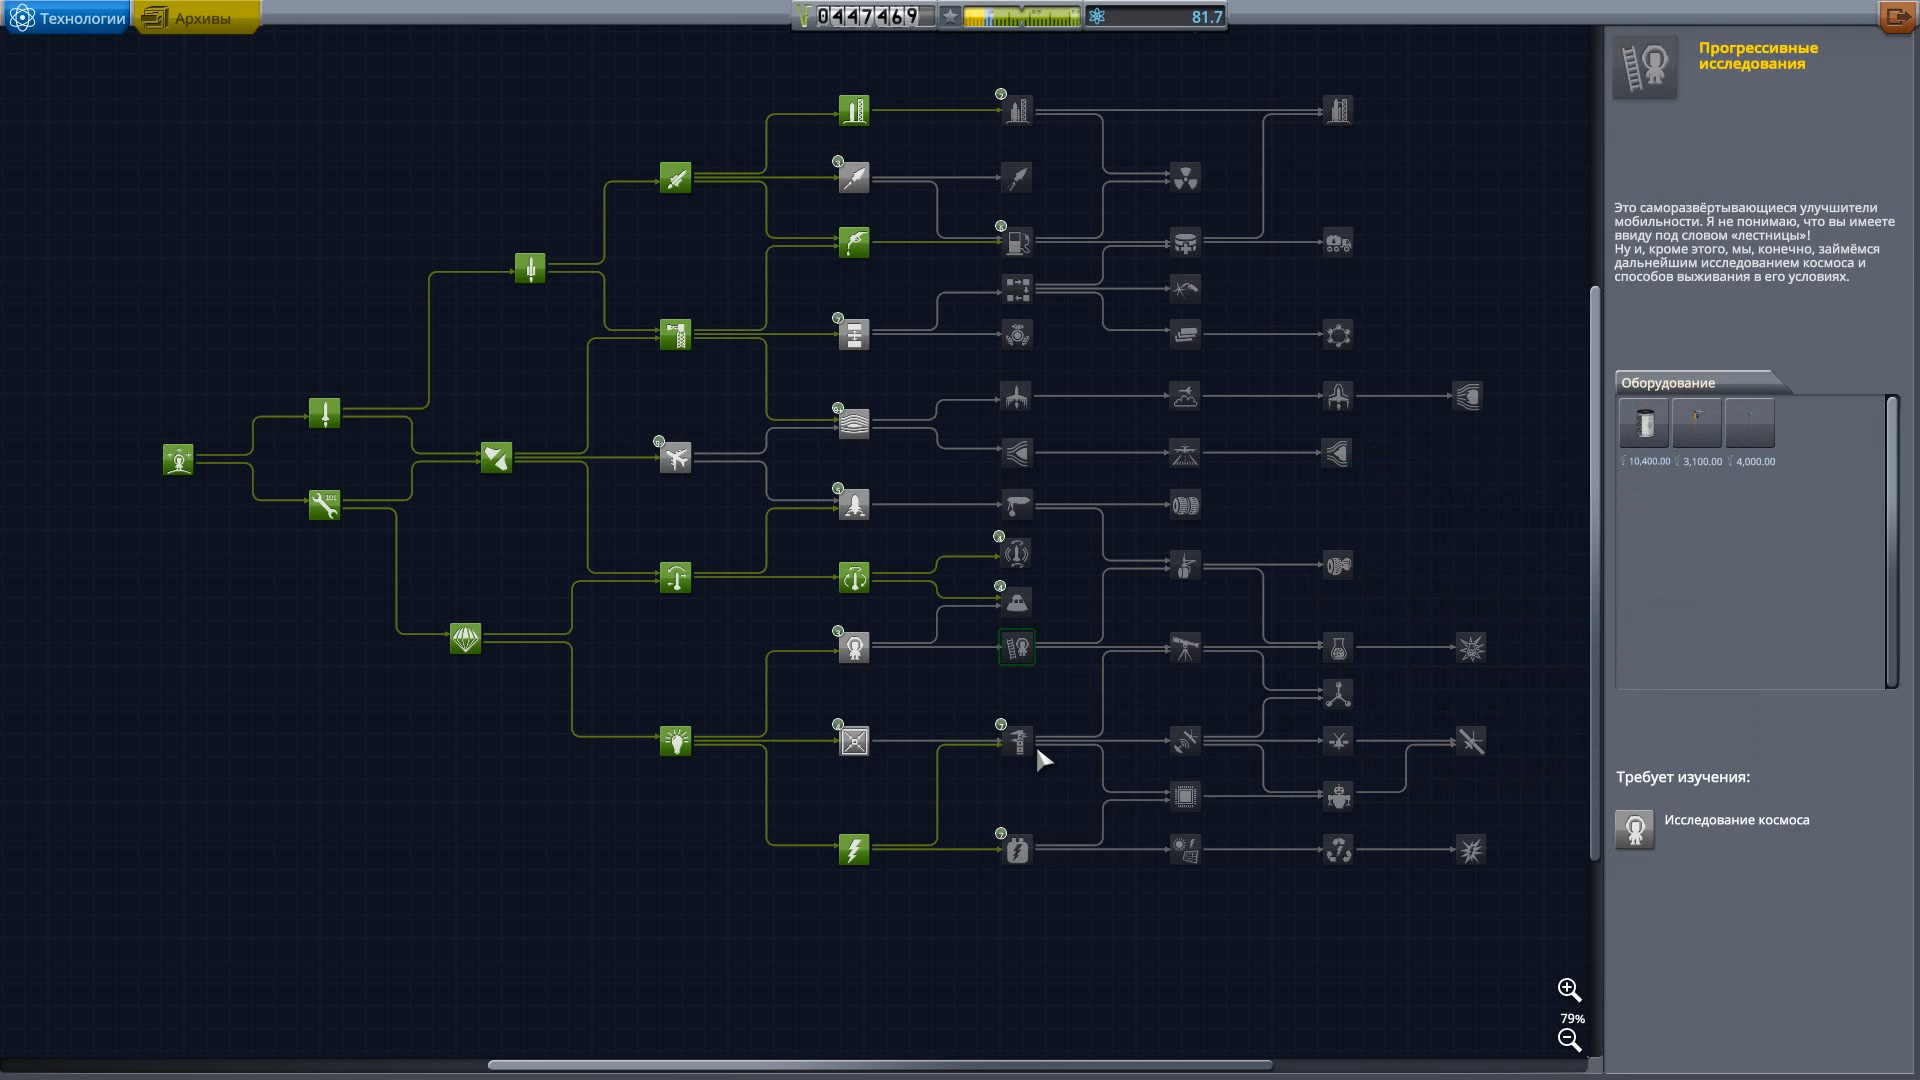 Технологии
Архивы
0447469
81.7
Прогрессивные
исследования
Это саморазвёртывающиеся улучшители
мобильности. Я не понимаю, что вы имеете
ввиду под словом «лестницы»!
Ну и, кроме этого, мы, конечно, займёмся
дальнейшим исследованием космоса и
способов выживания в его условиях.
Оборудование
10,400.00 3,100.00 4,000.00
101
Требует изучения:
Исследование космоса
79%